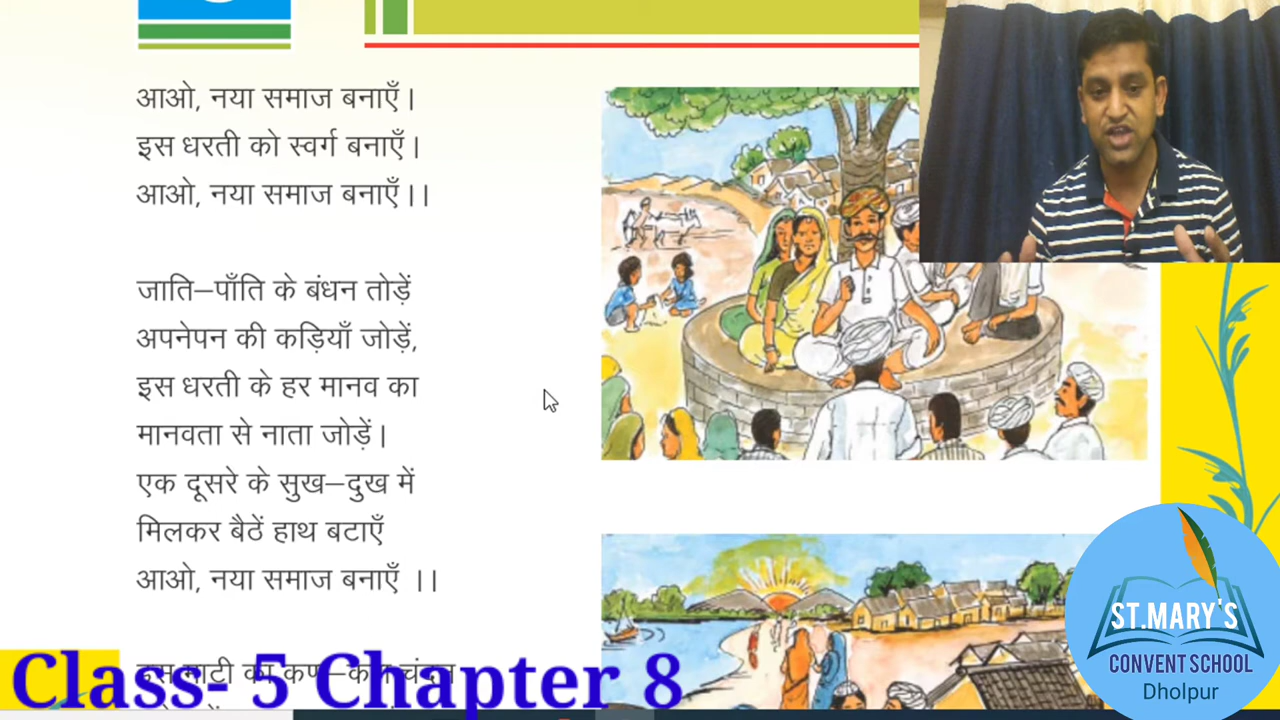 आओ, नया समाज बनाएँ ।
इस धरती को स्वर्ग बनाएँ ।
आओ, नया समाज बनाएँ ।।
जाति–पाँति के बंधन तोड़ें
अपनेपन की कड़ियाँ जोड़ें,
इस धरती के हर मानव का
मानवता से नाता जोड़ें ।
एक दूसरे के सुख–दुख में
मिलकर बैठें हाथ बटाएँ
आओ, नया समाज बनाएँ ।।
Class- 5 Chapter 8
ST.MARY'S
CONVENT SCHOOL
Dholpur